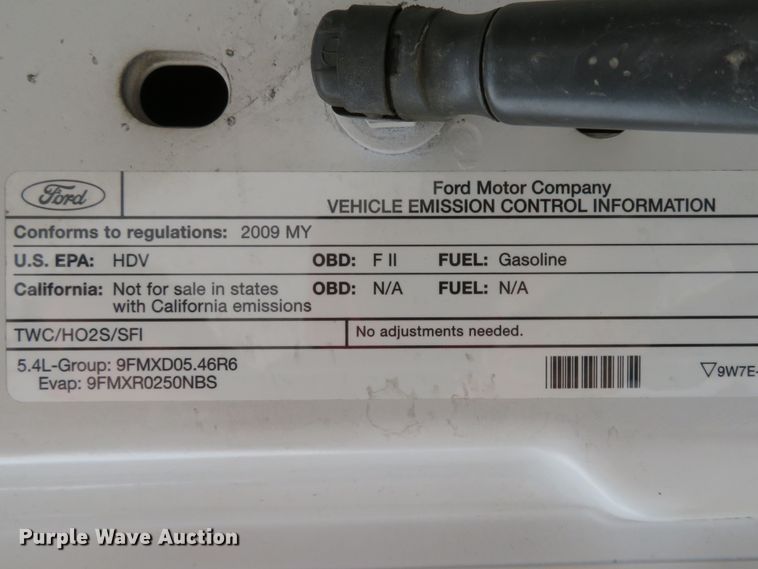 Ford
Ford Motor Company
VEHICLE EMISSION CONTROL INFORMATION
Conforms to regulations: 2009 MY
U.S. EPA: HDV OBD: F II FUEL: Gasoline
California: Not for sale in states OBD: N/A FUEL: N/A
with California emissions
TWC/HO2S/SFI No adjustments needed.
5.4L-Group: 9FMXD05.46R6
Evap: 9FMXR0250NBS
▽9W7E-
Purple Wave Auction